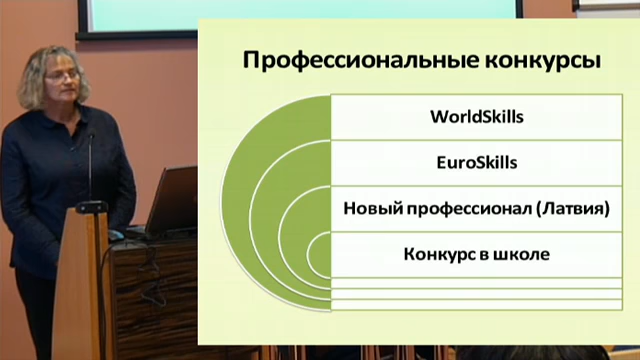 Профессиональные конкурсы
WorldSkills
EuroSkills
Новый профессионал (Латвия)
Конкурс в школе